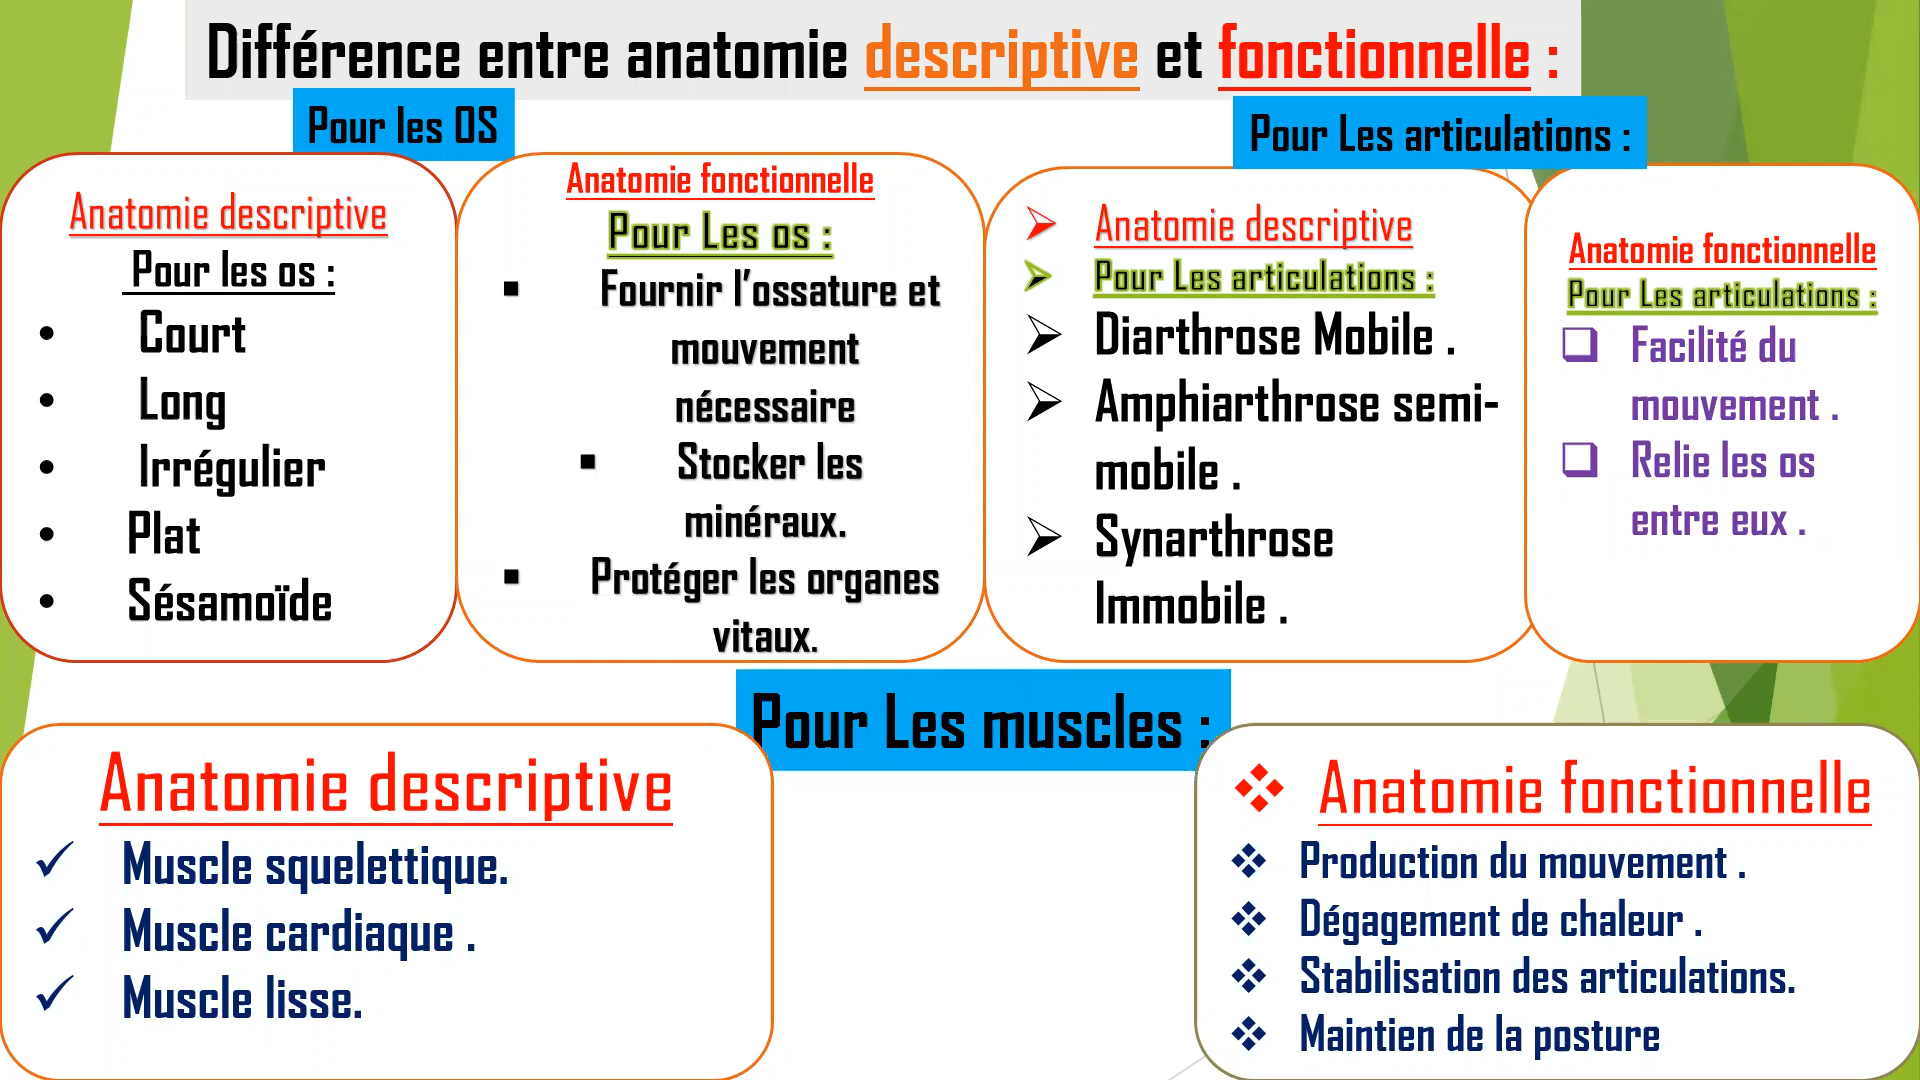 Différence entre anatomie descriptive et fonctionnelle :
Pour les OS
Anatomie descriptive
Pour les os :
• Court
• Long
• Irrégulier
• Plat
• Sésamoïde
Anatomie fonctionnelle
Pour Les os :
▪ Fournir l’ossature et
mouvement
nécessaire
▪ Stocker les
minéraux.
▪ Protéger les organes
vitaux.
Pour Les articulations :
➢ Anatomie descriptive
➢ Pour Les articulations :
➢ Diarthrose Mobile .
➢ Amphiarthrose semi-
mobile .
➢ Synarthrose
Immobile .
Anatomie fonctionnelle
Pour Les articulations :
❑ Facilité du
mouvement .
❑ Relie les os
entre eux .
Pour Les muscles :
Anatomie descriptive
✓ Muscle squelettique.
✓ Muscle cardiaque .
✓ Muscle lisse.
❖ Anatomie fonctionnelle
❖ Production du mouvement .
❖ Dégagement de chaleur .
❖ Stabilisation des articulations.
❖ Maintien de la posture